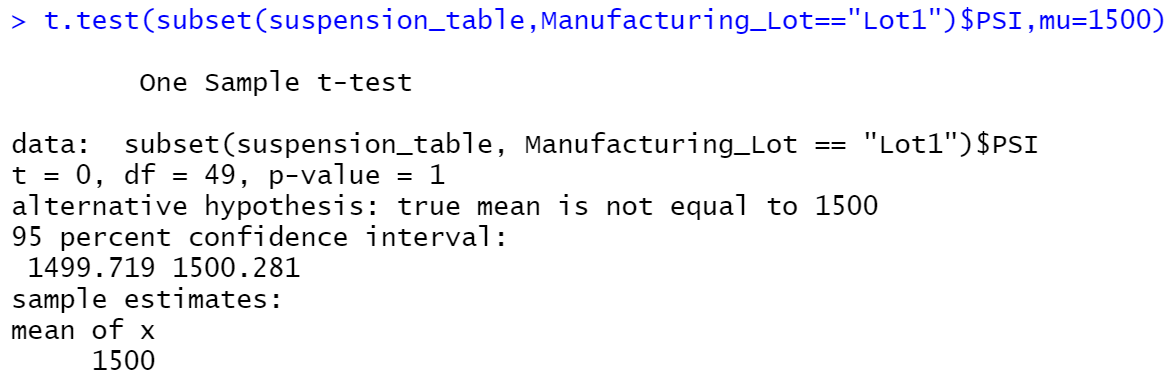 > t.test(subset(suspension_table,Manufacturing_Lot=="Lot1")$PSI,mu=1500)
One Sample t-test
data:  subset(suspension_table, Manufacturing_Lot == "Lot1")$PSI
t = 0, df = 49, p-value = 1
alternative hypothesis: true mean is not equal to 1500
95 percent confidence interval:
1499.719 1500.281
sample estimates:
mean of x
1500